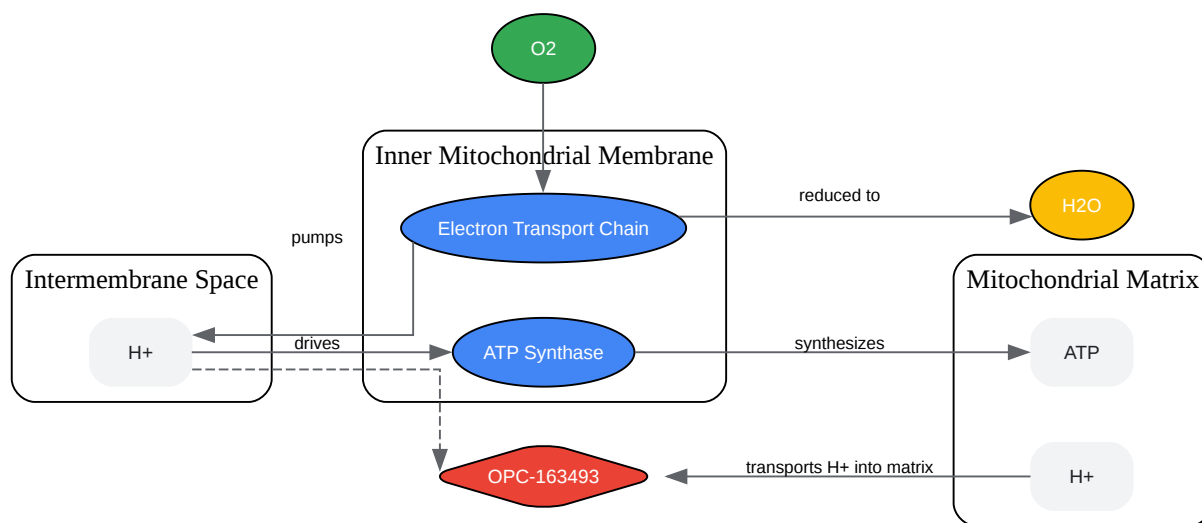 O2
Inner Mitochondrial Membrane
reduced to
H2O
Electron Transport Chain
pumps
Intermembrane Space
Mitochondrial Matrix
H+
drives
ATP Synthase
synthesizes
ATP
OPC-163493
transports H+ into matrix
H+